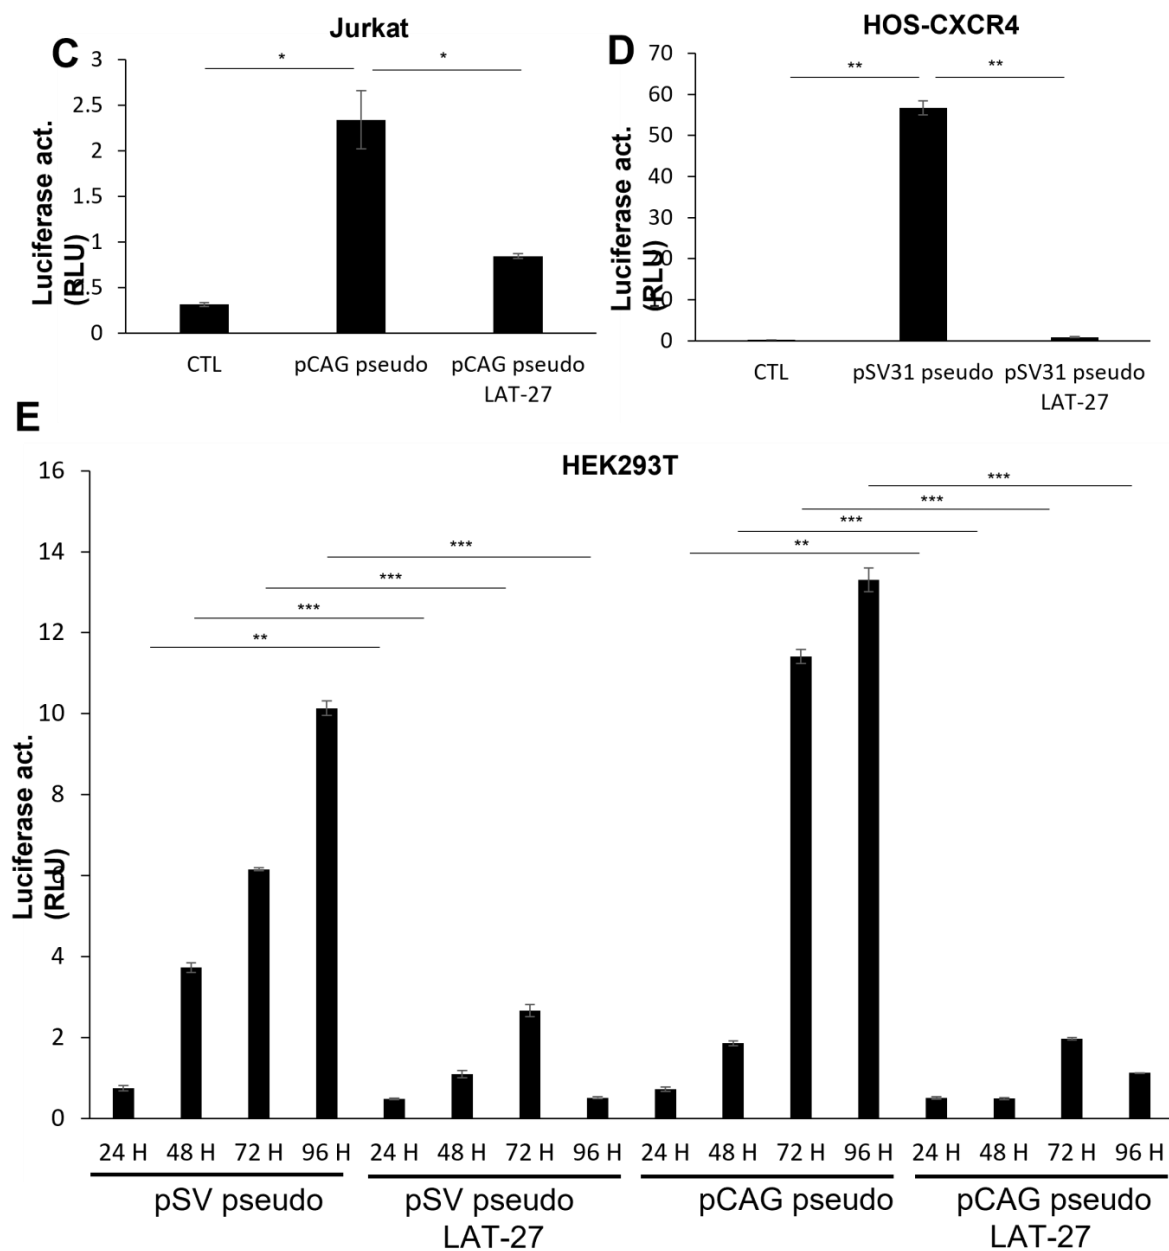 C
Jurkat
Luciferase act.
(RLU)
3
2.5
2
1.5
1
0.5
0
*
*
CTL
pCAG pseudo
pCAG pseudo
LAT-27
D
HOS-CXCR4
Luciferase act.
(RLU)
70
60
50
40
30
20
10
0
**
**
CTL
pSV31 pseudo
pSV31 pseudo
LAT-27
E
HEK293T
Luciferase act.
(RLU)
16
14
12
10
8
6
4
2
0
**
***
***
***
**
***
***
***
24 H 48 H 72 H 96 H 24 H 48 H 72 H 96 H 24 H 48 H 72 H 96 H 24 H 48 H 72 H 96 H
pSV pseudo
pSV pseudo
LAT-27
pCAG pseudo
pCAG pseudo
LAT-27